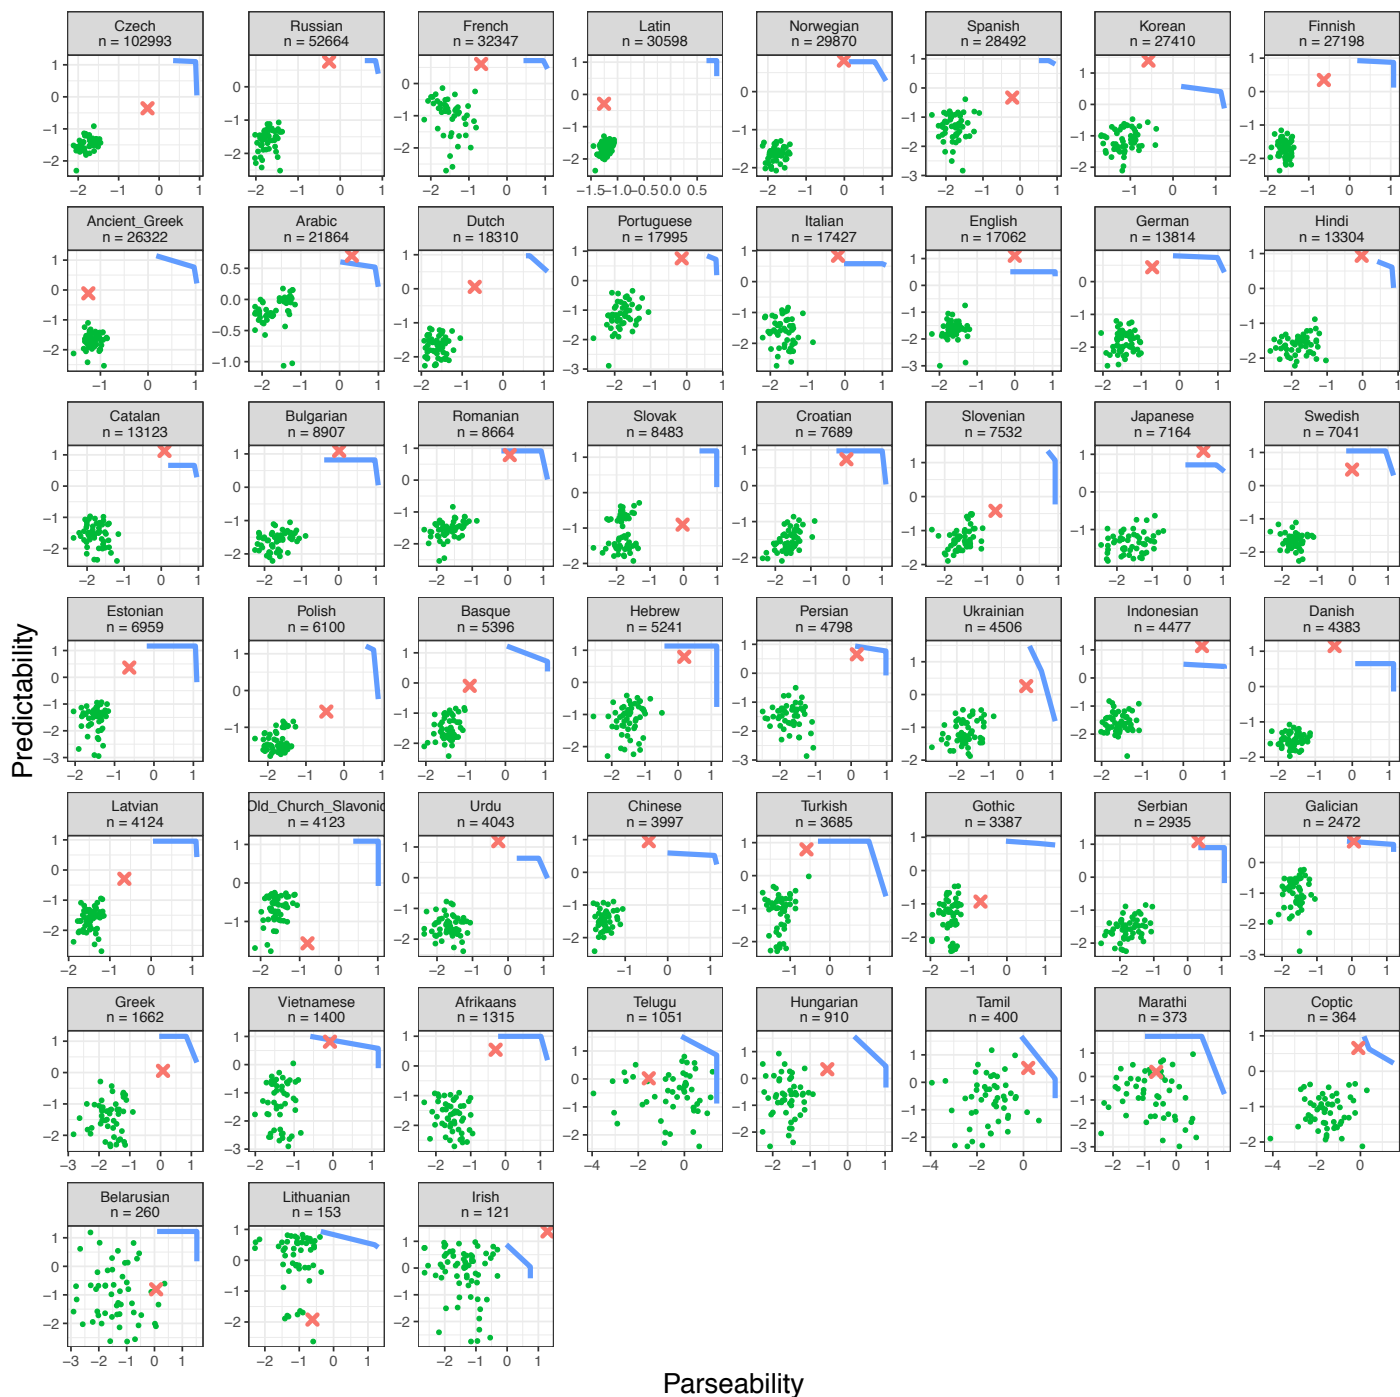 Czech
n = 102993
Russian
n = 52664
French
n = 32347
Latin
n = 30598
Norwegian
n = 29870
Spanish
n = 28492
Korean
n = 27410
Finnish
n = 27198
Ancient_Greek
n = 26322
Arabic
n = 21864
Dutch
n = 18310
Portuguese
n = 17995
Italian
n = 17427
English
n = 17062
German
n = 13814
Hindi
n = 13304
Catalan
n = 13123
Bulgarian
n = 8907
Romanian
n = 8664
Slovak
n = 8483
Croatian
n = 7689
Slovenian
n = 7532
Japanese
n = 7164
Swedish
n = 7041
Estonian
n = 6959
Polish
n = 6100
Basque
n = 5396
Hebrew
n = 5241
Persian
n = 4798
Ukrainian
n = 4506
Indonesian
n = 4477
Danish
n = 4383
Latvian
n = 4124
Old_Church_Slavonic
n = 4123
Urdu
n = 4043
Chinese
n = 3997
Turkish
n = 3685
Gothic
n = 3387
Serbian
n = 2935
Galician
n = 2472
Greek
n = 1662
Vietnamese
n = 1400
Afrikaans
n = 1315
Telugu
n = 1051
Hungarian
n = 910
Tamil
n = 400
Marathi
n = 373
Coptic
n = 364
Belarusian
n = 260
Lithuanian
n = 153
Irish
n = 121
Predictability
Parseability